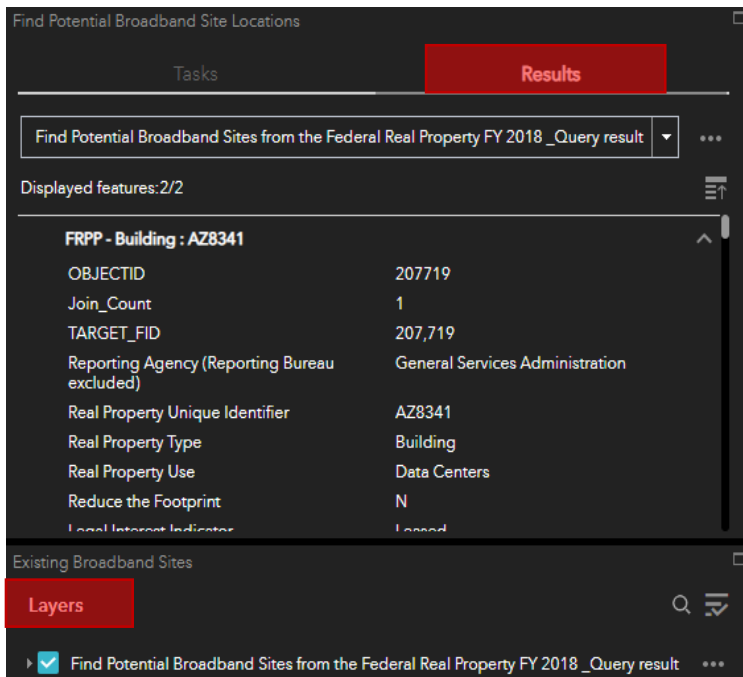 Find Potential Broadband Site Locations
Tasks
Results
Find Potential Broadband Sites from the Federal Real Property FY 2018 _Query result
Displayed features:2/2
FRPP - Building : AZ8341
OBJECTID 207719
Join_Count 1
TARGET_FID 207,719
Reporting Agency (Reporting Bureau General Services Administration
excluded)
Real Property Unique Identifier AZ8341
Real Property Type Building
Real Property Use Data Centers
Reduce the Footprint N
Legal Interest Indicator Leased
Existing Broadband Sites
Layers
Find Potential Broadband Sites from the Federal Real Property FY 2018 _Query result